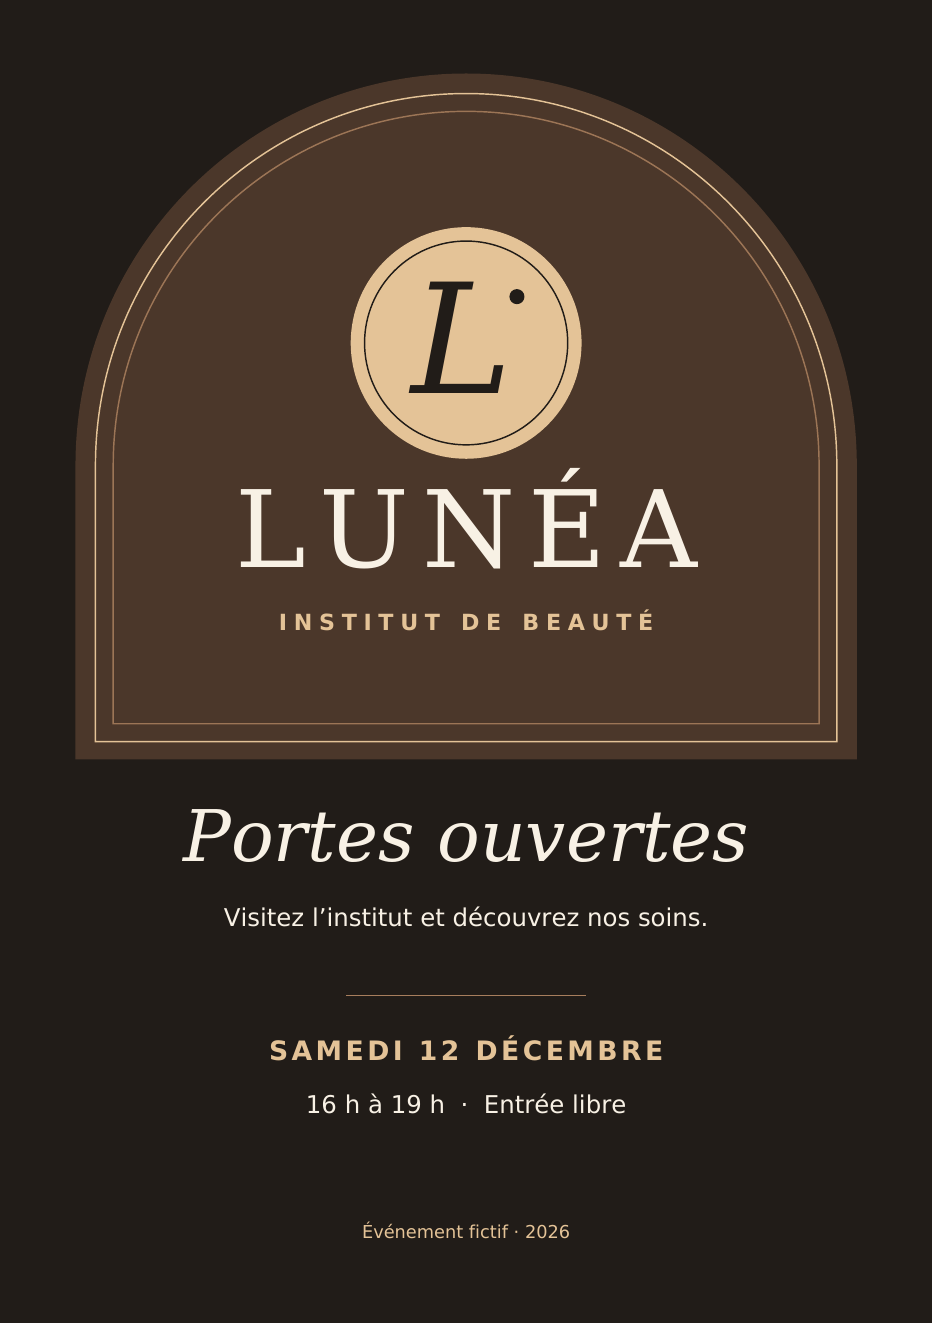 L
LUNÉA
INSTITUT DE BEAUTÉ
Portes ouvertes
Visitez l’institut et découvrez nos soins.
SAMEDI 12 DÉCEMBRE
16 h à 19 h · Entrée libre
Événement fictif · 2026